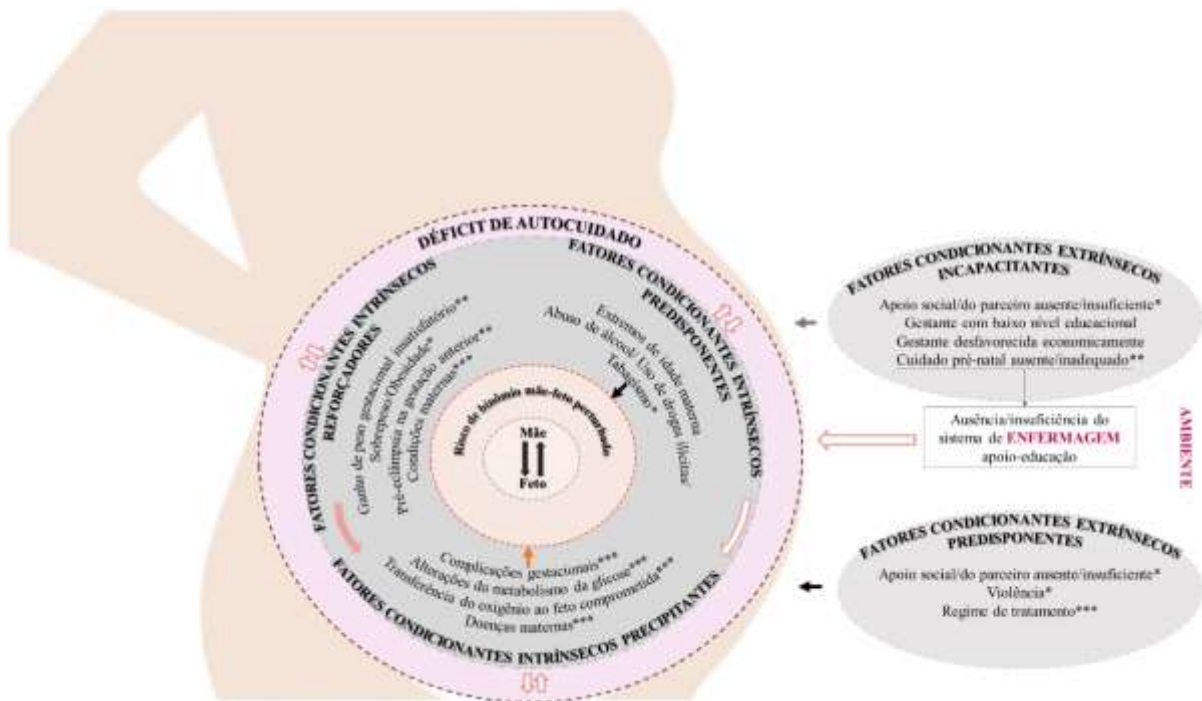 DÉFICIT DE AUTOCUIDADO
FATORES CONDICIONANTES INTRÍNSECOS
REFORÇADORES
Ganho de peso gestacional insatisfatório**
Sobrepeso/Obesidade*
Pré-eclâmpsia na gestação anterior**
Condições maternas***
FATORES CONDICIONANTES INTRÍNSECOS
PREDISPONENTES
Extremos de idade materna
Abuso de álcool/ Uso de drogas ilícitas/
Tabagismo*
Risco de binômio mãe-feto perturbado
Mãe
Feto
Complicações gestacionais***
Alterações do metabolismo da glicose***
Transferência do oxigênio ao feto comprometida***
Doenças maternas***
FATORES CONDICIONANTES INTRÍNSECOS PRECIPITANTES
FATORES CONDICIONANTES EXTRÍNSECOS
INCAPACITANTES
Apoio social/do parceiro ausente/insuficiente*
Gestante com baixo nível educacional
Gestante desfavorecida economicamente
Cuidado pré-natal ausente/inadequado**
Ausência/insuficiência do
sistema de ENFERMAGEM
apoio-educação
AMBIENTE
FATORES CONDICIONANTES EXTRÍNSECOS
PREDISPONENTES
Apoio social/do parceiro ausente/insuficiente*
Violência*
Regime de tratamento***